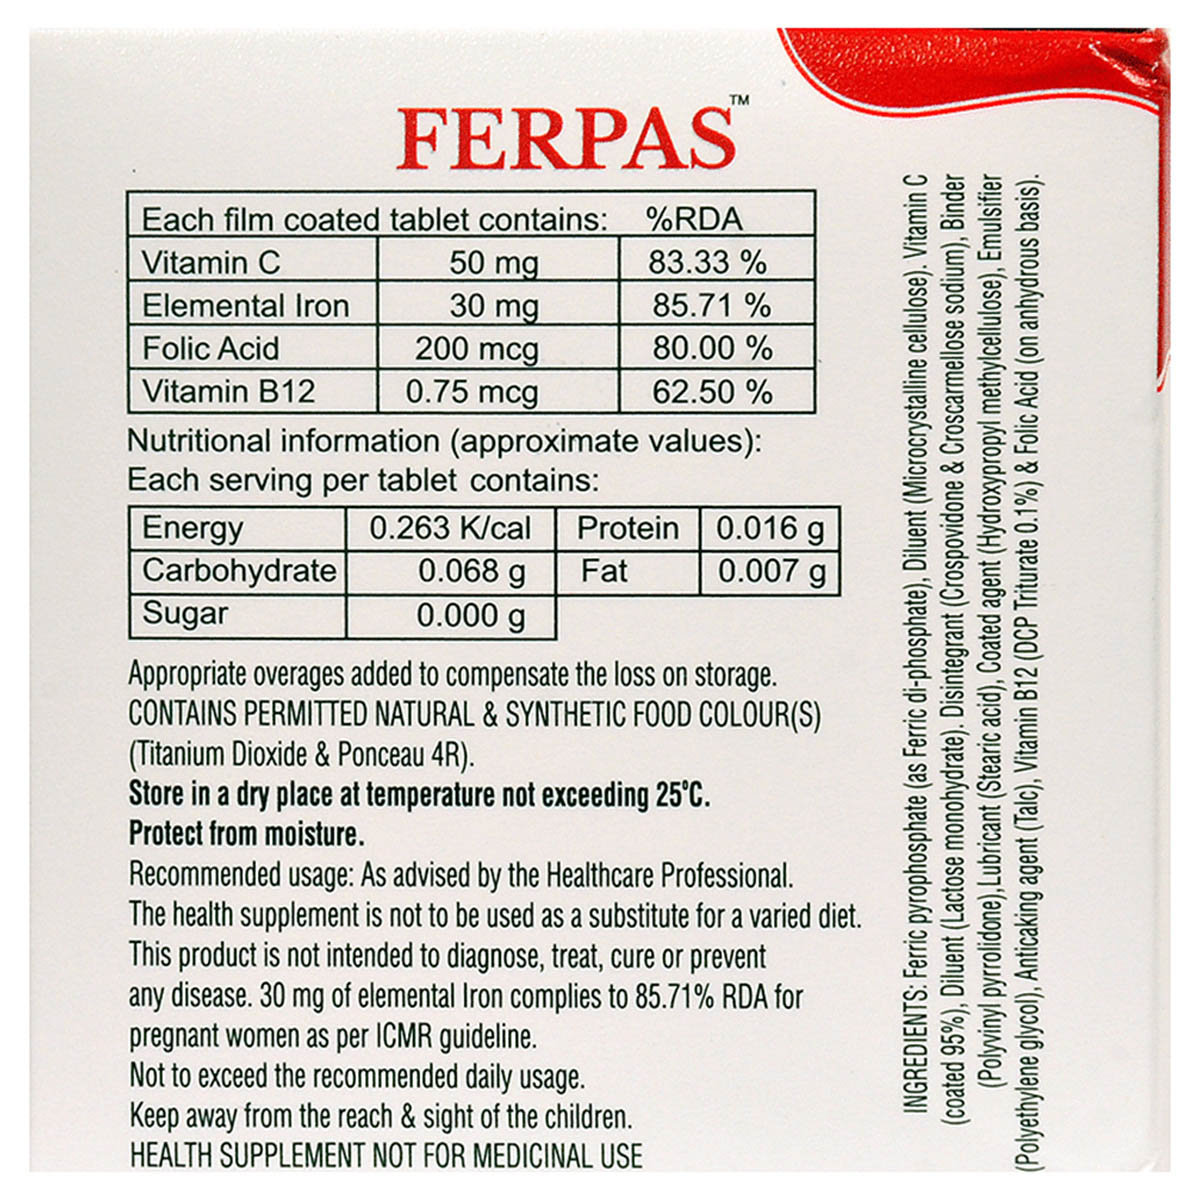 FERPAS™
Each film coated tablet contains: %RDA
Vitamin C 50 mg 83.33 %
Elemental Iron 30 mg 85.71 %
Folic Acid 200 mcg 80.00 %
Vitamin B12 0.75 mcg 62.50 %
Nutritional information (approximate values):
Each serving per tablet contains:
Energy 0.263 K/cal Protein 0.016 g
Carbohydrate 0.068 g Fat 0.007 g
Sugar 0.000 g
Appropriate overages added to compensate the loss on storage.
CONTAINS PERMITTED NATURAL & SYNTHETIC FOOD COLOUR(S)
(Titanium Dioxide & Ponceau 4R).
Store in a dry place at temperature not exceeding 25°C.
Protect from moisture.
Recommended usage: As advised by the Healthcare Professional.
The health supplement is not to be used as a substitute for a varied diet.
This product is not intended to diagnose, treat, cure or prevent
any disease. 30 mg of elemental Iron complies to 85.71% RDA for
pregnant women as per ICMR guideline.
Not to exceed the recommended daily usage.
Keep away from the reach & sight of the children.
HEALTH SUPPLEMENT NOT FOR MEDICINAL USE
INGREDIENTS: Ferric pyrophosphate (as Ferric di-phosphate), Diluent (Microcrystalline cellulose), Vitamin C
(coated 95%), Diluent (Lactose monohydrate). Disintegrant (Crospovidone & Croscarmellose sodium), Binder
(Polyvinyl pyrrolidone), Lubricant (Stearic acid), Coated agent (Hydroxypropyl methylcellulose), Emulsifier
(Polyethylene glycol), Anticaking agent (Talc), Vitamin B12 (DCP Triturate 0.1%) & Folic Acid (on anhydrous basis).